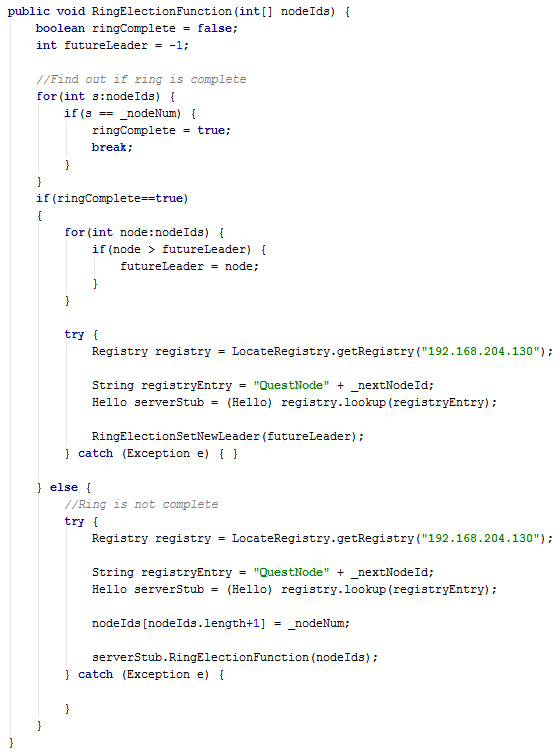 public void RingElectionFunction(int[] nodeIds) {
    boolean ringComplete = false;
    int futureLeader = -1;

    //Find out if ring is complete
    for(int s:nodeIds) {
        if(s == _nodeNum) {
            ringComplete = true;
            break;
        }
    }
    if(ringComplete==true)
    {
        for(int node:nodeIds) {
            if(node > futureLeader) {
                futureLeader = node;
            }
        }

        try {
            Registry registry = LocateRegistry.getRegistry("192.168.204.130");

            String registryEntry = "QuestNode" + _nextNodeId;
            Hello serverStub = (Hello) registry.lookup(registryEntry);

            RingElectionSetNewLeader(futureLeader);
        } catch (Exception e) { }

    } else {
        //Ring is not complete
        try {
            Registry registry = LocateRegistry.getRegistry("192.168.204.130");

            String registryEntry = "QuestNode" + _nextNodeId;
            Hello serverStub = (Hello) registry.lookup(registryEntry);

            nodeIds[nodeIds.length+1] = _nodeNum;

            serverStub.RingElectionFunction(nodeIds);
        } catch (Exception e) {

        }
    }
}